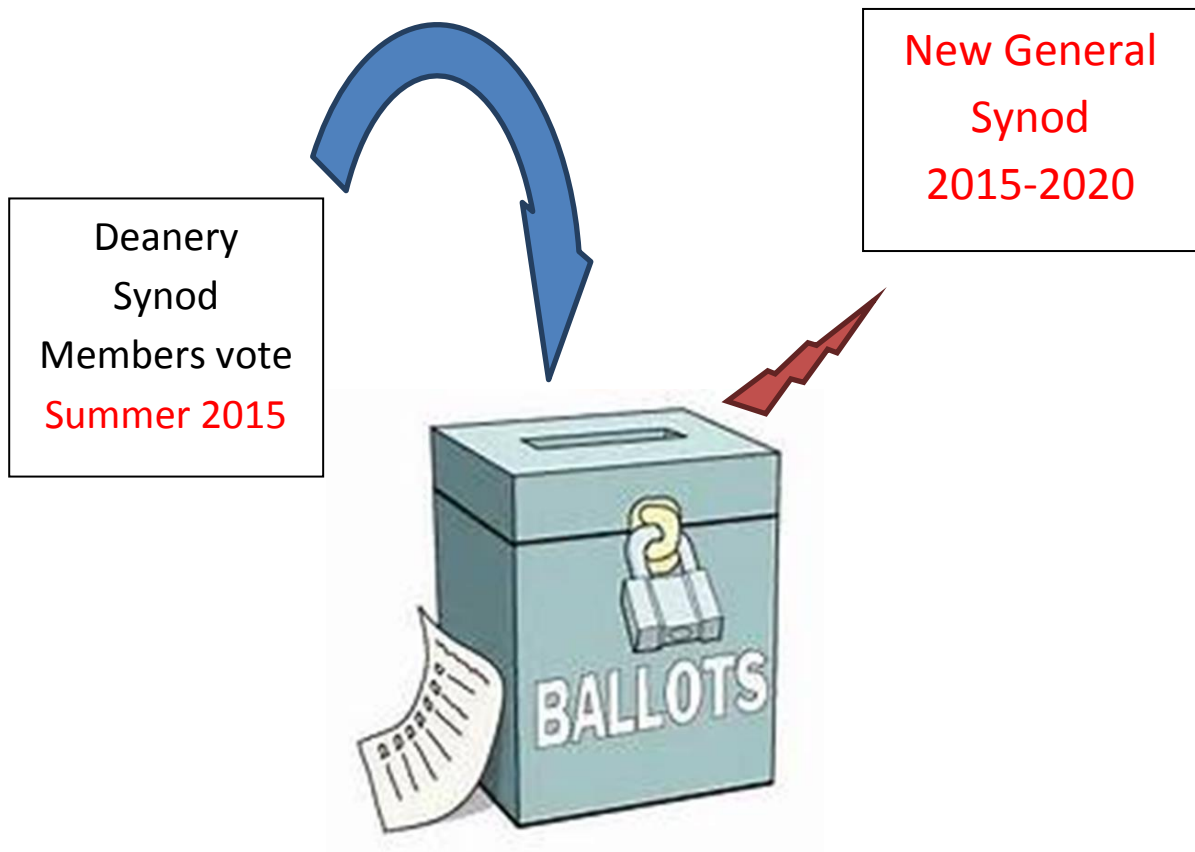 Deanery
Synod
Members vote
Summer 2015
New General
Synod
2015-2020
BALLOTS